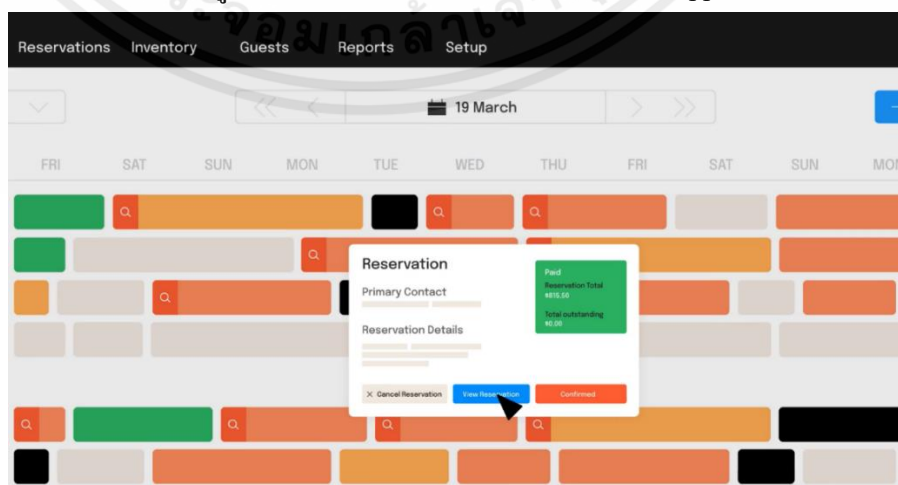 Reservations Inventory Guests Reports Setup
19 March
FRI SAT SUN MON TUE WED THU FRI SAT SUN
Reservation
Primary Contact
Reservation Details
Paid
Reservation Total
Total outstanding
Cancel Reservation View Reservation Confirmed